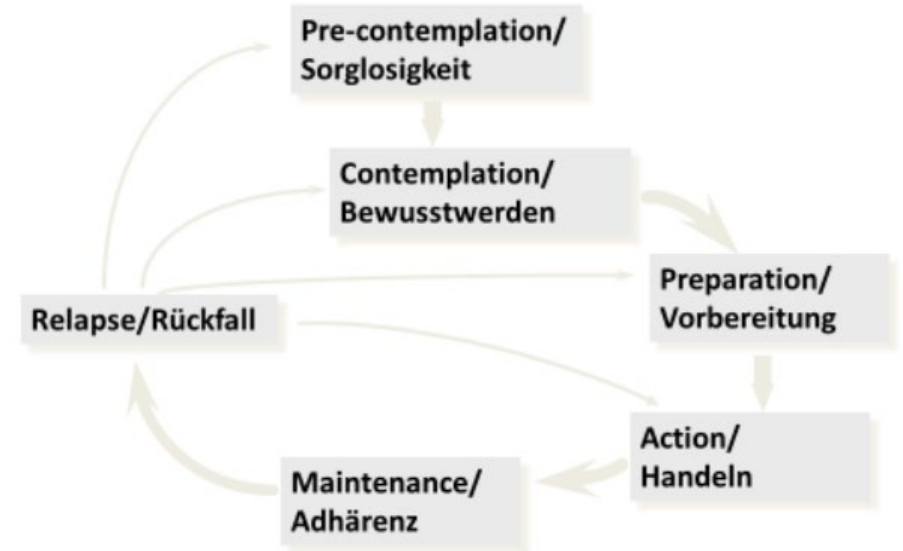 Pre-contemplation/
Sorglosigkeit
Contemplation/
Bewusstwerden
Preparation/
Vorbereitung
Relapse/Rückfall
Action/
Handeln
Maintenance/
Adhärenz